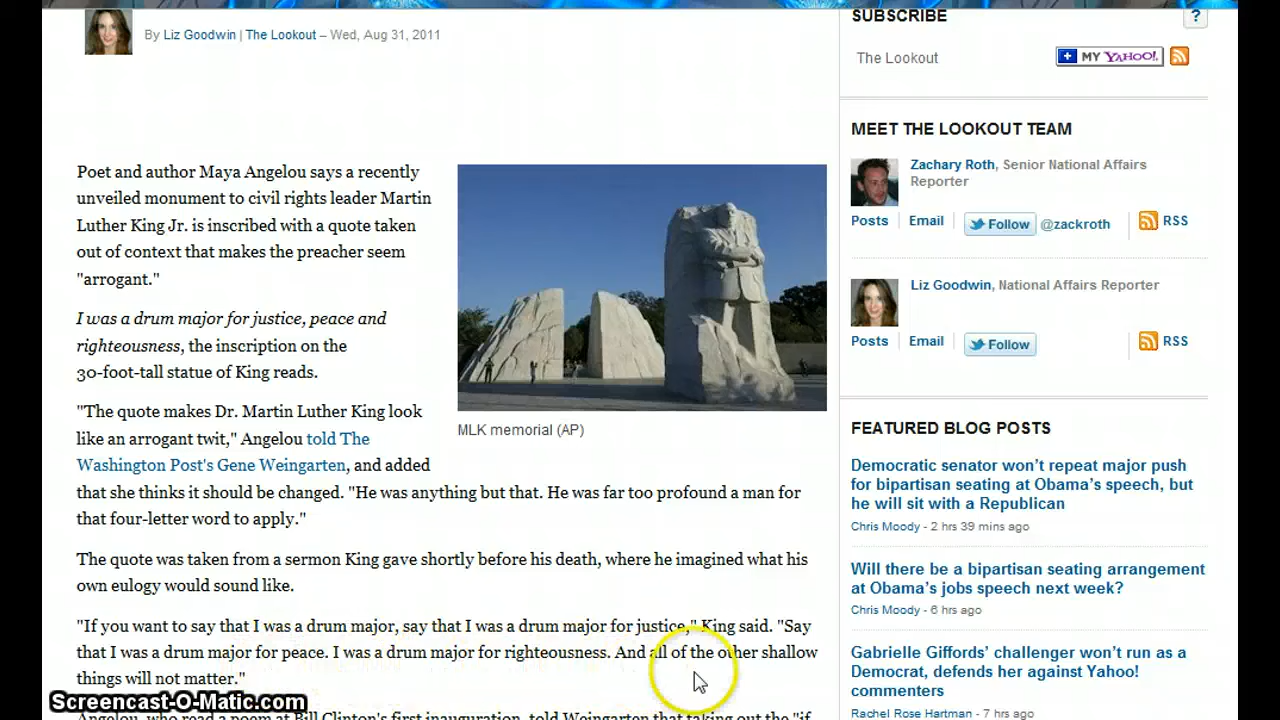 By Liz Goodwin | The Lookout – Wed, Aug 31, 2011
Poet and author Maya Angelou says a recently
unveiled monument to civil rights leader Martin
Luther King Jr. is inscribed with a quote taken
out of context that makes the preacher seem
"arrogant."
I was a drum major for justice, peace and
righteousness, the inscription on the
30-foot-tall statue of King reads.
"The quote makes Dr. Martin Luther King look
like an arrogant twit," Angelou told The
Washington Post's Gene Weingarten, and added
that she thinks it should be changed. "He was anything but that. He was far too profound a man for
that four-letter word to apply."
MLK memorial (AP)
The quote was taken from a sermon King gave shortly before his death, where he imagined what his
own eulogy would sound like.
"If you want to say that I was a drum major, say that I was a drum major for justice," King said. "Say
that I was a drum major for peace. I was a drum major for righteousness. And all of the other shallow
things will not matter."
Angelou, who read a poem at Bill Clinton's first inauguration, told Weingarten that taking out the "if
Screencast-O-Matic.com
SUBSCRIBE
?
The Lookout
+ MY YAHOO!
MEET THE LOOKOUT TEAM
Zachary Roth, Senior National Affairs
Reporter
Posts | Email | Follow @zackroth | RSS
Liz Goodwin, National Affairs Reporter
Posts | Email | Follow | RSS
FEATURED BLOG POSTS
Democratic senator won't repeat major push
for bipartisan seating at Obama's speech, but
he will sit with a Republican
Chris Moody - 2 hrs 39 mins ago
Will there be a bipartisan seating arrangement
at Obama's jobs speech next week?
Chris Moody - 6 hrs ago
Gabrielle Giffords' challenger won't run as a
Democrat, defends her against Yahoo!
commenters
Rachel Rose Hartman - 7 hrs ago